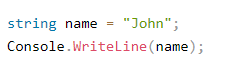 string name = "John";
Console.WriteLine(name);